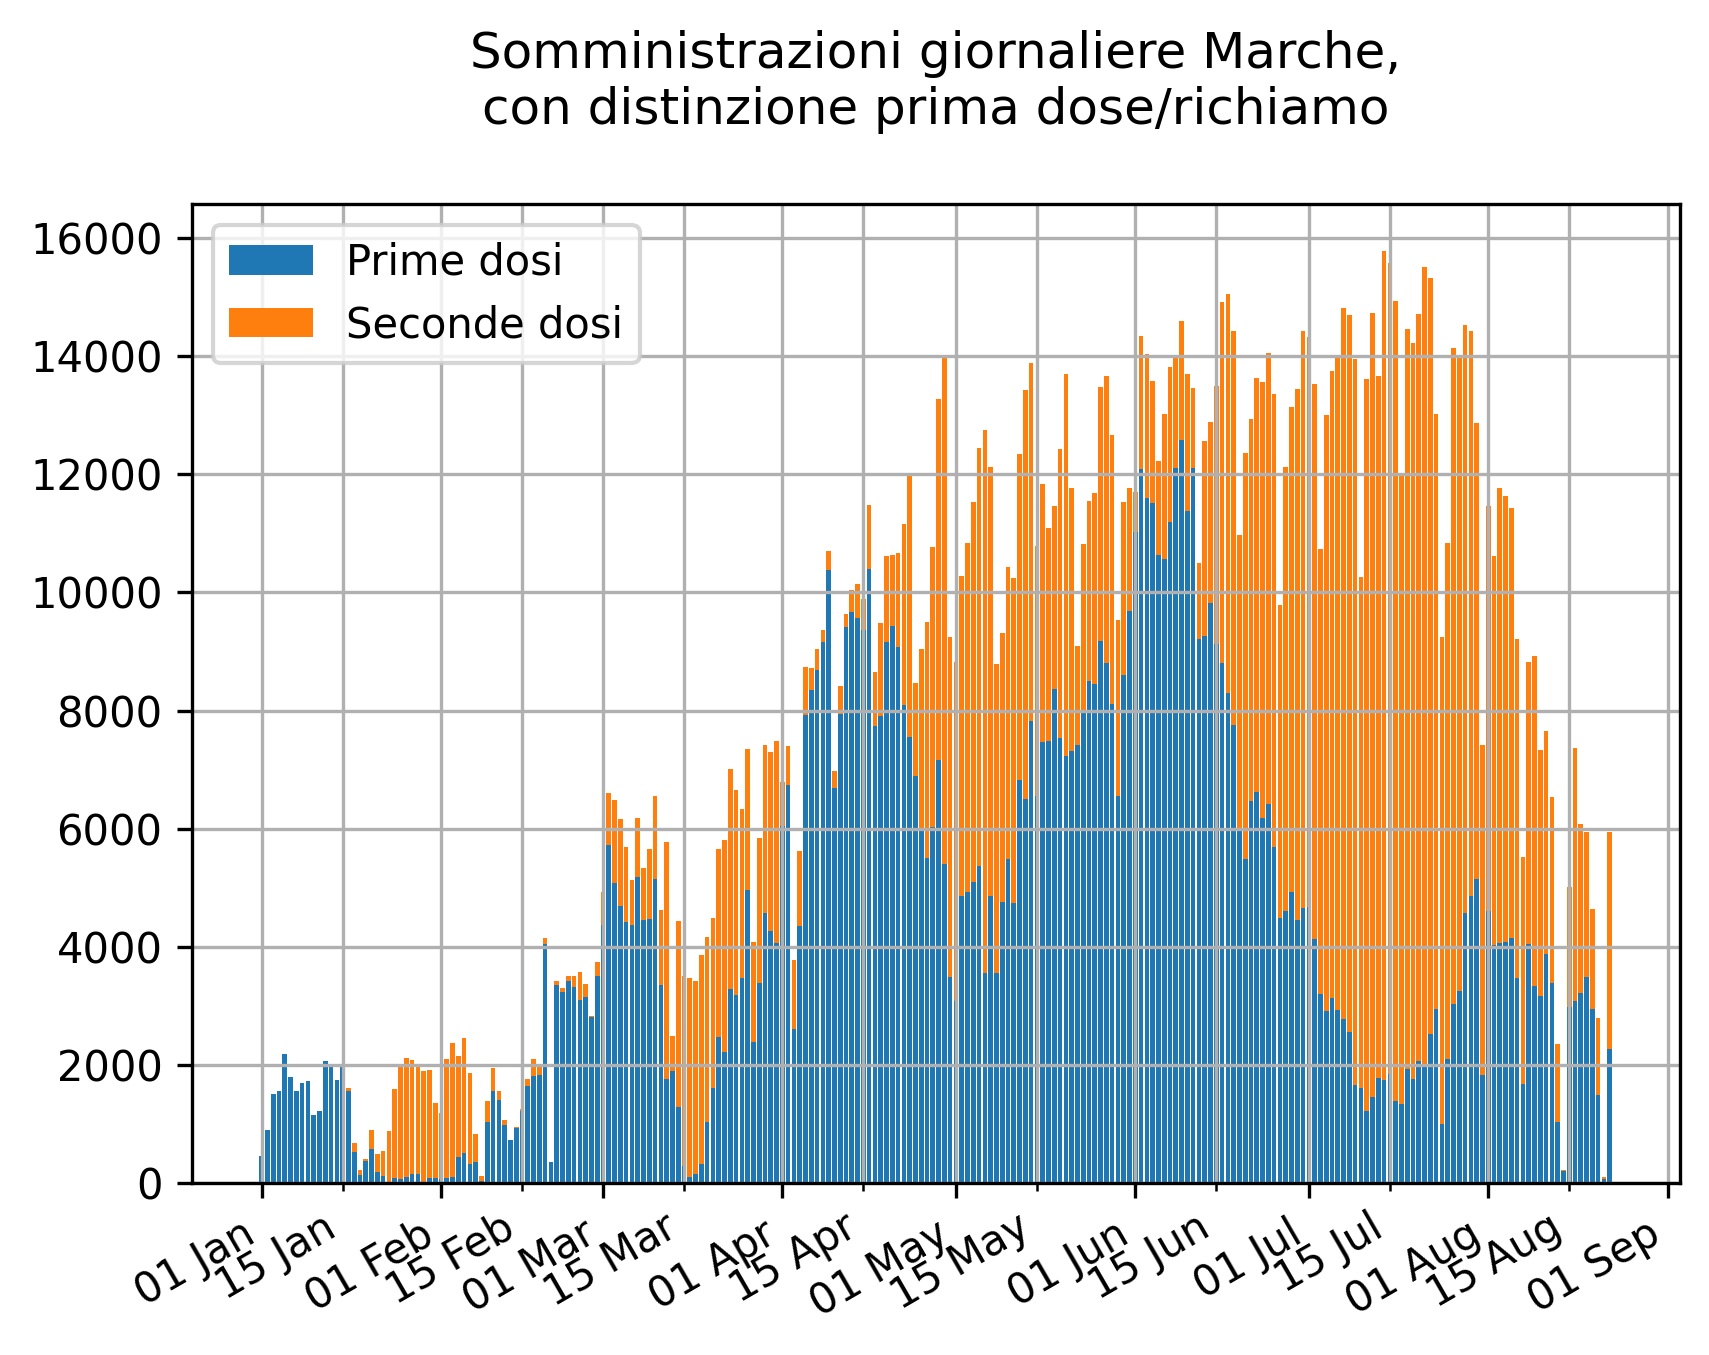 Somministrazioni giornaliere Marche,
con distinzione prima dose/richiamo
Prime dosi
Seconde dosi
16000
14000
12000
10000
8000
6000
4000
2000
0
01 Jan
15 Jan
01 Feb
15 Feb
01 Mar
15 Mar
01 Apr
15 Apr
01 May
15 May
01 Jun
15 Jun
01 Jul
15 Jul
01 Aug
15 Aug
01 Sep